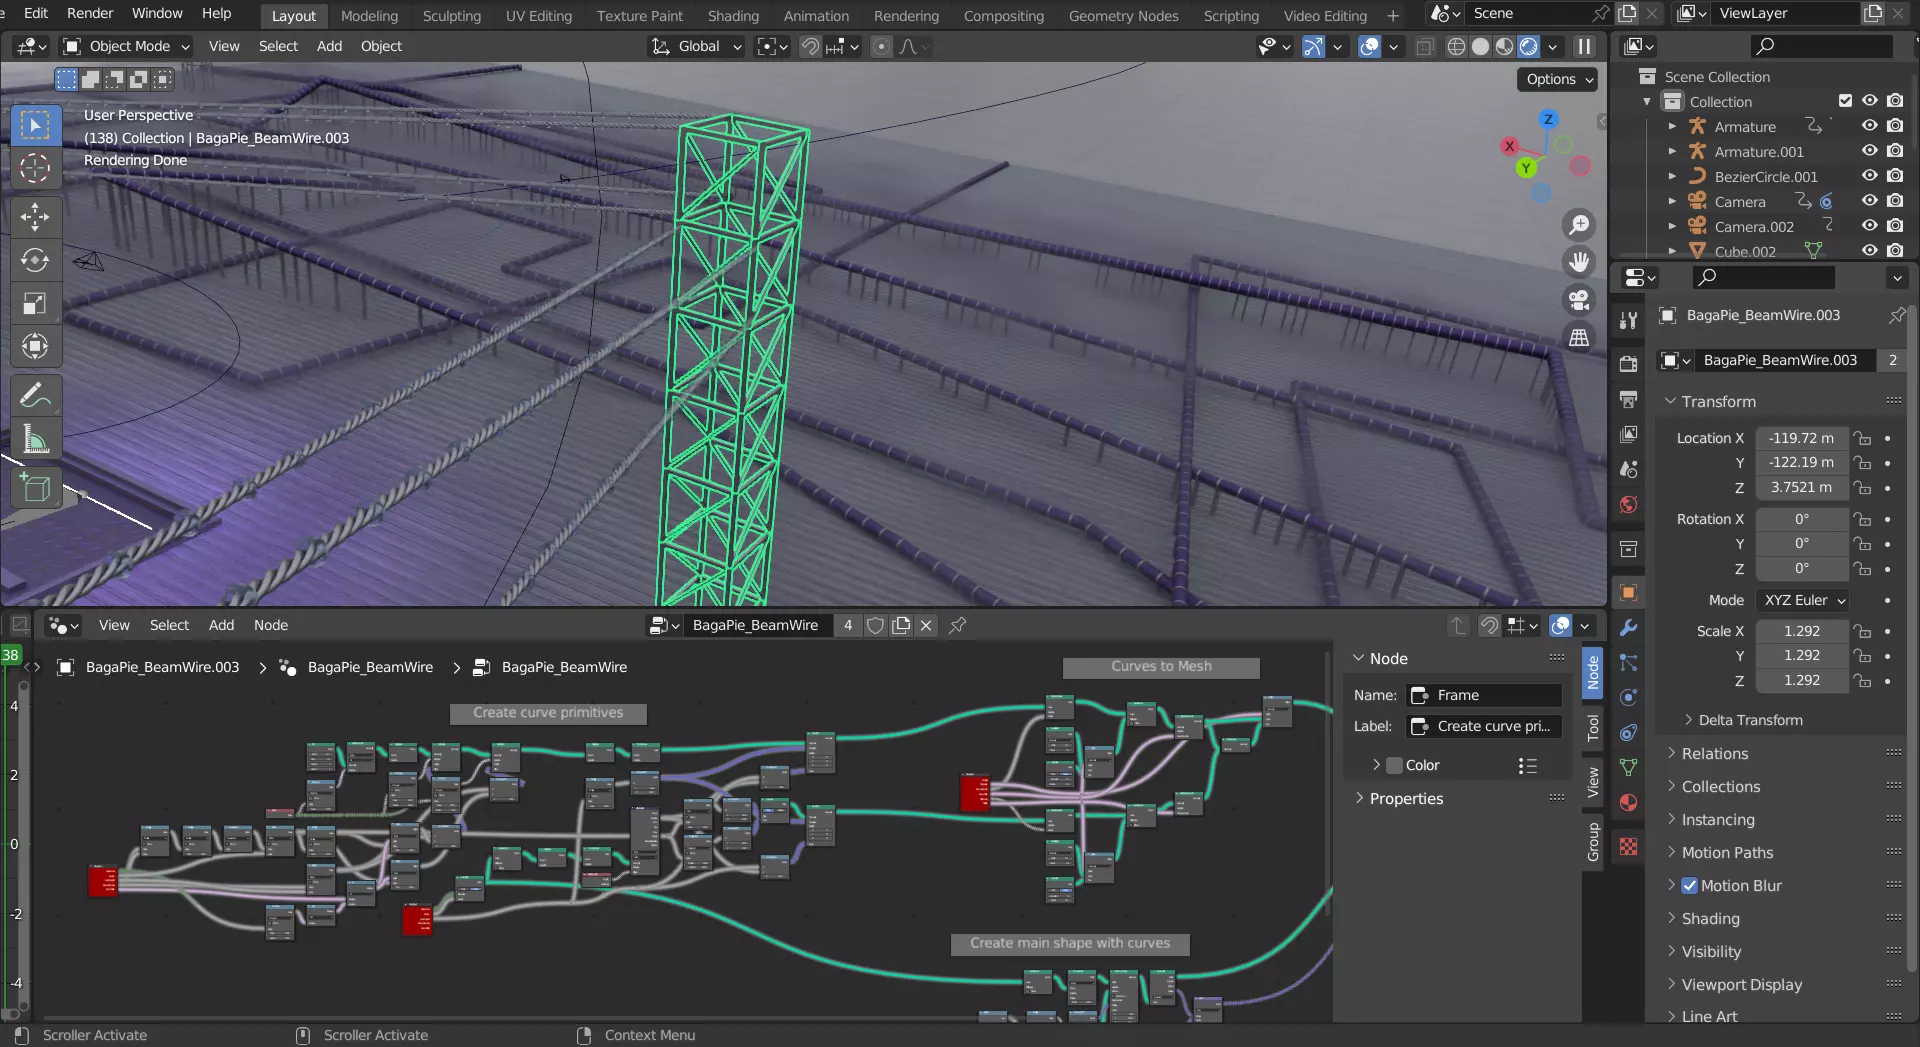 Edit Render Window Help Layout Modeling Sculpting UV Editing Texture Paint Shading Animation Rendering Compositing Geometry Nodes Scripting Video Editing + Scene ViewLayer
Object Mode View Select Add Object Global
Options
User Perspective
(138) Collection | BagaPie_BeamWire.003
Rendering Done
Z
X
Y
Scene Collection
Collection
Armature
Armature.001
BezierCircle.001
Camera
Camera.002
Cube.002
BagaPie_BeamWire.003
BagaPie_BeamWire.003 2
Transform
Location X -119.72 m
Y -122.19 m
Z 3.7521 m
Rotation X 0°
Y 0°
Z 0°
Mode XYZ Euler
Scale X 1.292
Y 1.292
Z 1.292
Delta Transform
Relations
Collections
Instancing
Motion Paths
Motion Blur
Shading
Visibility
Viewport Display
Line Art
View Select Add Node BagaPie_BeamWire 4
38
BagaPie_BeamWire.003 > BagaPie_BeamWire > BagaPie_BeamWire
4
2
0
-2
-4
Create curve primitives
Curves to Mesh
Create main shape with curves
Node
Name: Frame
Label: Create curve pri...
Color
Properties
Node
Tool
View
Group
Scroller Activate Scroller Activate Context Menu